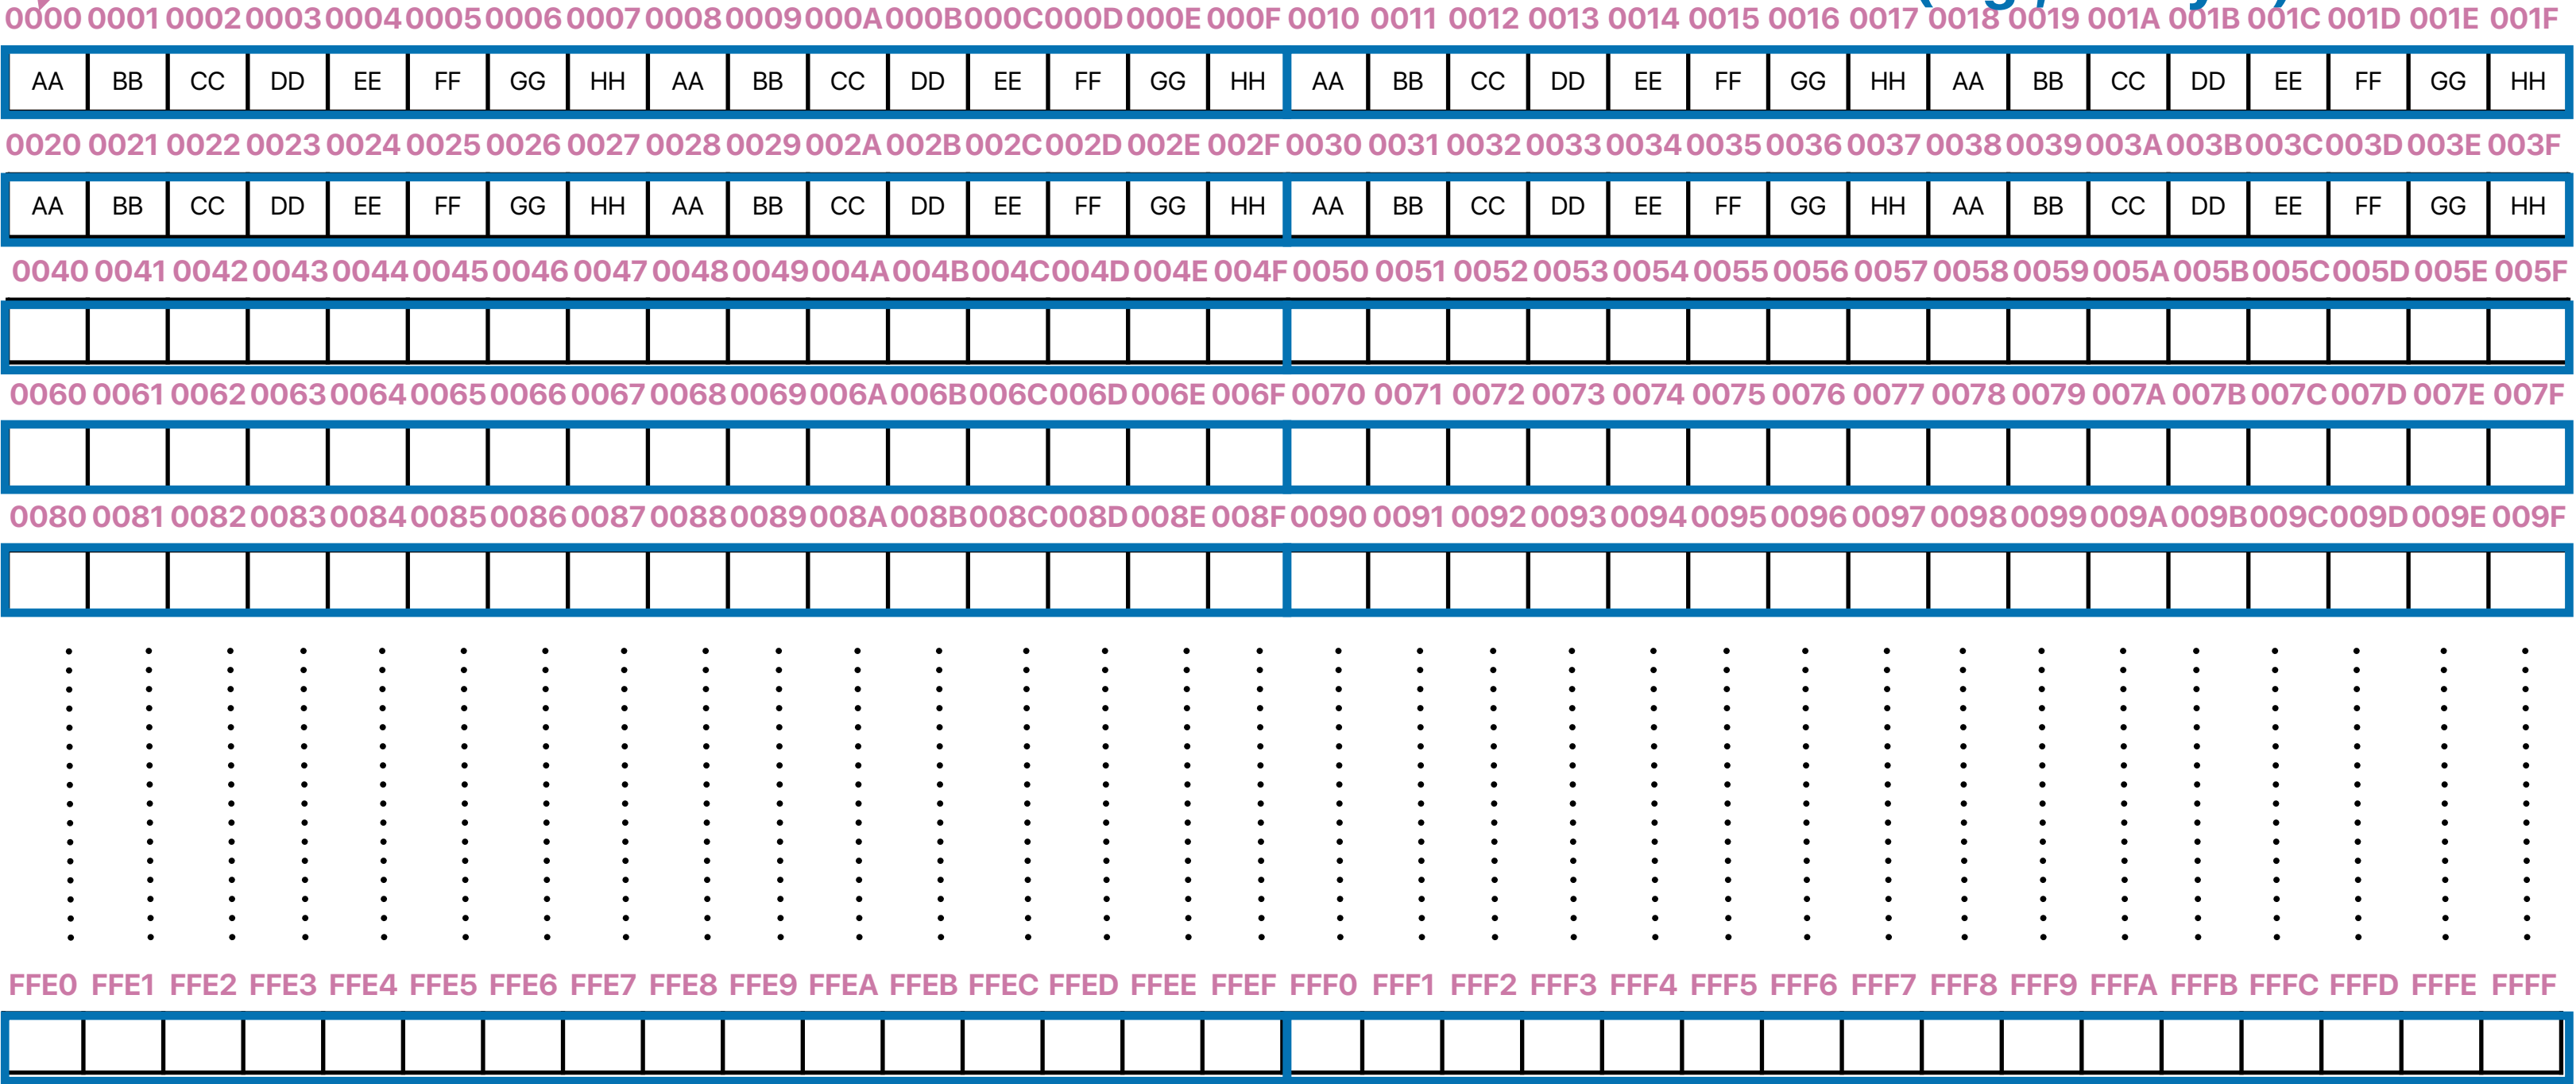 0000 0001 0002 0003 0004 0005 0006 0007 0008 0009 000A 000B 000C 000D 000E 000F 0010 0011 0012 0013 0014 0015 0016 0017 0018 0019 001A 001B 001C 001D 001E 001F
AA BB CC DD EE FF GG HH AA BB CC DD EE FF GG HH AA BB CC DD EE FF GG HH AA BB CC DD EE FF GG HH
0020 0021 0022 0023 0024 0025 0026 0027 0028 0029 002A 002B 002C 002D 002E 002F 0030 0031 0032 0033 0034 0035 0036 0037 0038 0039 003A 003B 003C 003D 003E 003F
AA BB CC DD EE FF GG HH AA BB CC DD EE FF GG HH AA BB CC DD EE FF GG HH AA BB CC DD EE FF GG HH
0040 0041 0042 0043 0044 0045 0046 0047 0048 0049 004A 004B 004C 004D 004E 004F 0050 0051 0052 0053 0054 0055 0056 0057 0058 0059 005A 005B 005C 005D 005E 005F
0060 0061 0062 0063 0064 0065 0066 0067 0068 0069 006A 006B 006C 006D 006E 006F 0070 0071 0072 0073 0074 0075 0076 0077 0078 0079 007A 007B 007C 007D 007E 007F
0080 0081 0082 0083 0084 0085 0086 0087 0088 0089 008A 008B 008C 008D 008E 008F 0090 0091 0092 0093 0094 0095 0096 0097 0098 0099 009A 009B 009C 009D 009E 009F
FFE0 FFE1 FFE2 FFE3 FFE4 FFE5 FFE6 FFE7 FFE8 FFE9 FFEA FFEB FFEC FFED FFEE FFEF FFF0 FFF1 FFF2 FFF3 FFF4 FFF5 FFF6 FFF7 FFF8 FFF9 FFFA FFFB FFFC FFFD FFFE FFFF